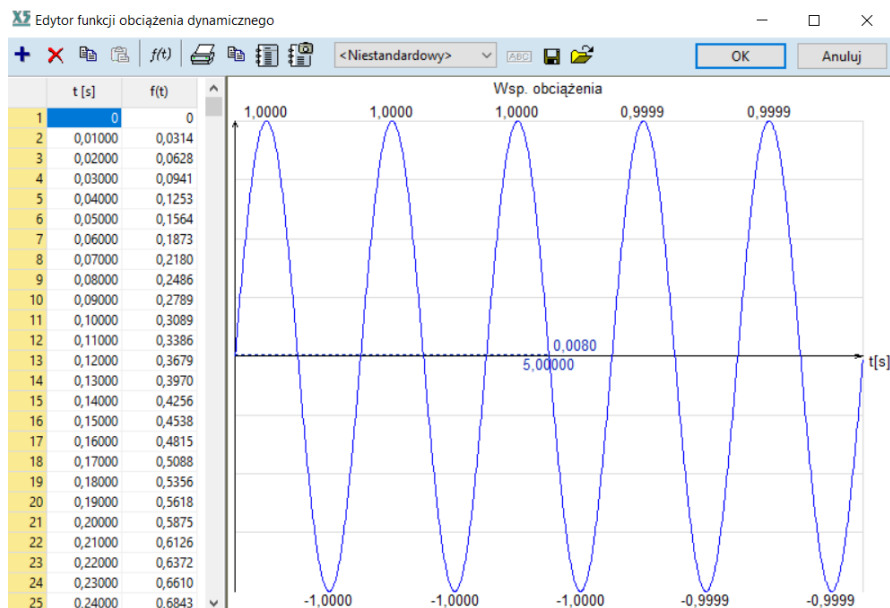 X5 Edytor funkcji obciążenia dynamicznego
f(t) <Niestandardowy> ABC OK Anuluj
t [s] f(t)
1 0 0
2 0,01000 0,0314
3 0,02000 0,0628
4 0,03000 0,0941
5 0,04000 0,1253
6 0,05000 0,1564
7 0,06000 0,1873
8 0,07000 0,2180
9 0,08000 0,2486
10 0,09000 0,2789
11 0,10000 0,3089
12 0,11000 0,3386
13 0,12000 0,3679
14 0,13000 0,3970
15 0,14000 0,4256
16 0,15000 0,4538
17 0,16000 0,4815
18 0,17000 0,5088
19 0,18000 0,5356
20 0,19000 0,5618
21 0,20000 0,5875
22 0,21000 0,6126
23 0,22000 0,6372
24 0,23000 0,6610
25 0,24000 0,6843
Wsp. obciążenia
1,0000 1,0000 1,0000 0,9999 0,9999
0,0080
5,00000
t[s]
-1,0000 -1,0000 -1,0000 -0,9999 -0,9999